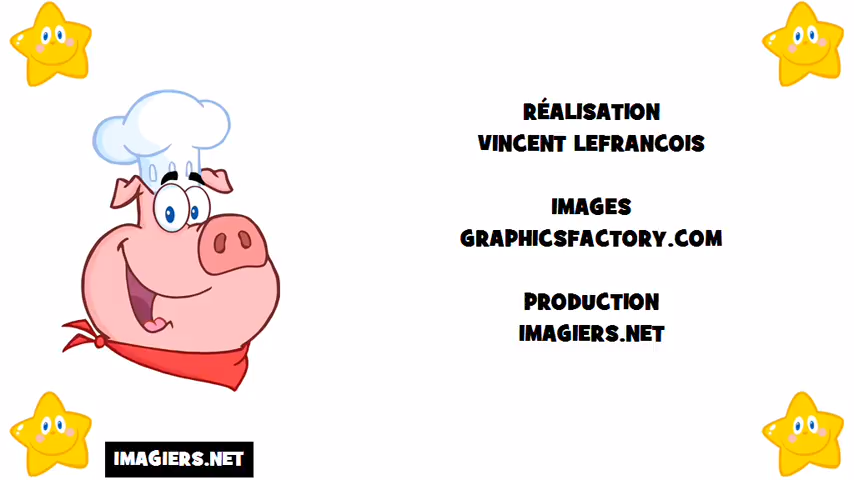 RÉALISATION
VINCENT LEFRANCOIS
IMAGES
GRAPHICSFACTORY.COM
PRODUCTION
IMAGIERS.NET
IMAGIERS.NET